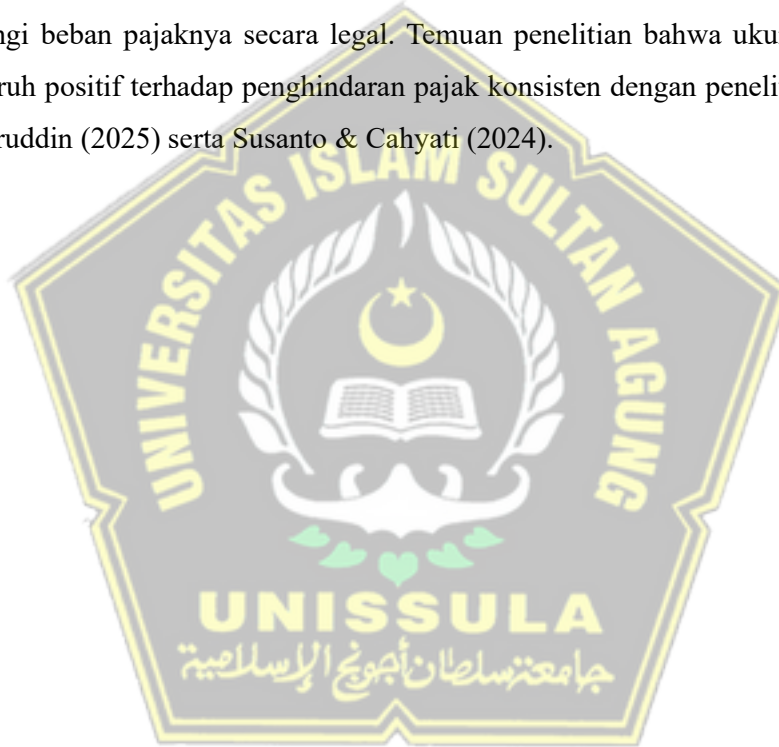 ngi beban pajaknya secara legal. Temuan penelitian bahwa uku
ruh positif terhadap penghindaran pajak konsisten dengan peneli
ruddin (2025) serta Susanto & Cahyati (2024).
UNIVERSITAS ISLAM SULTAN AGUNG
UNISSULA
جامعة سلطان أجونج الإسلامية